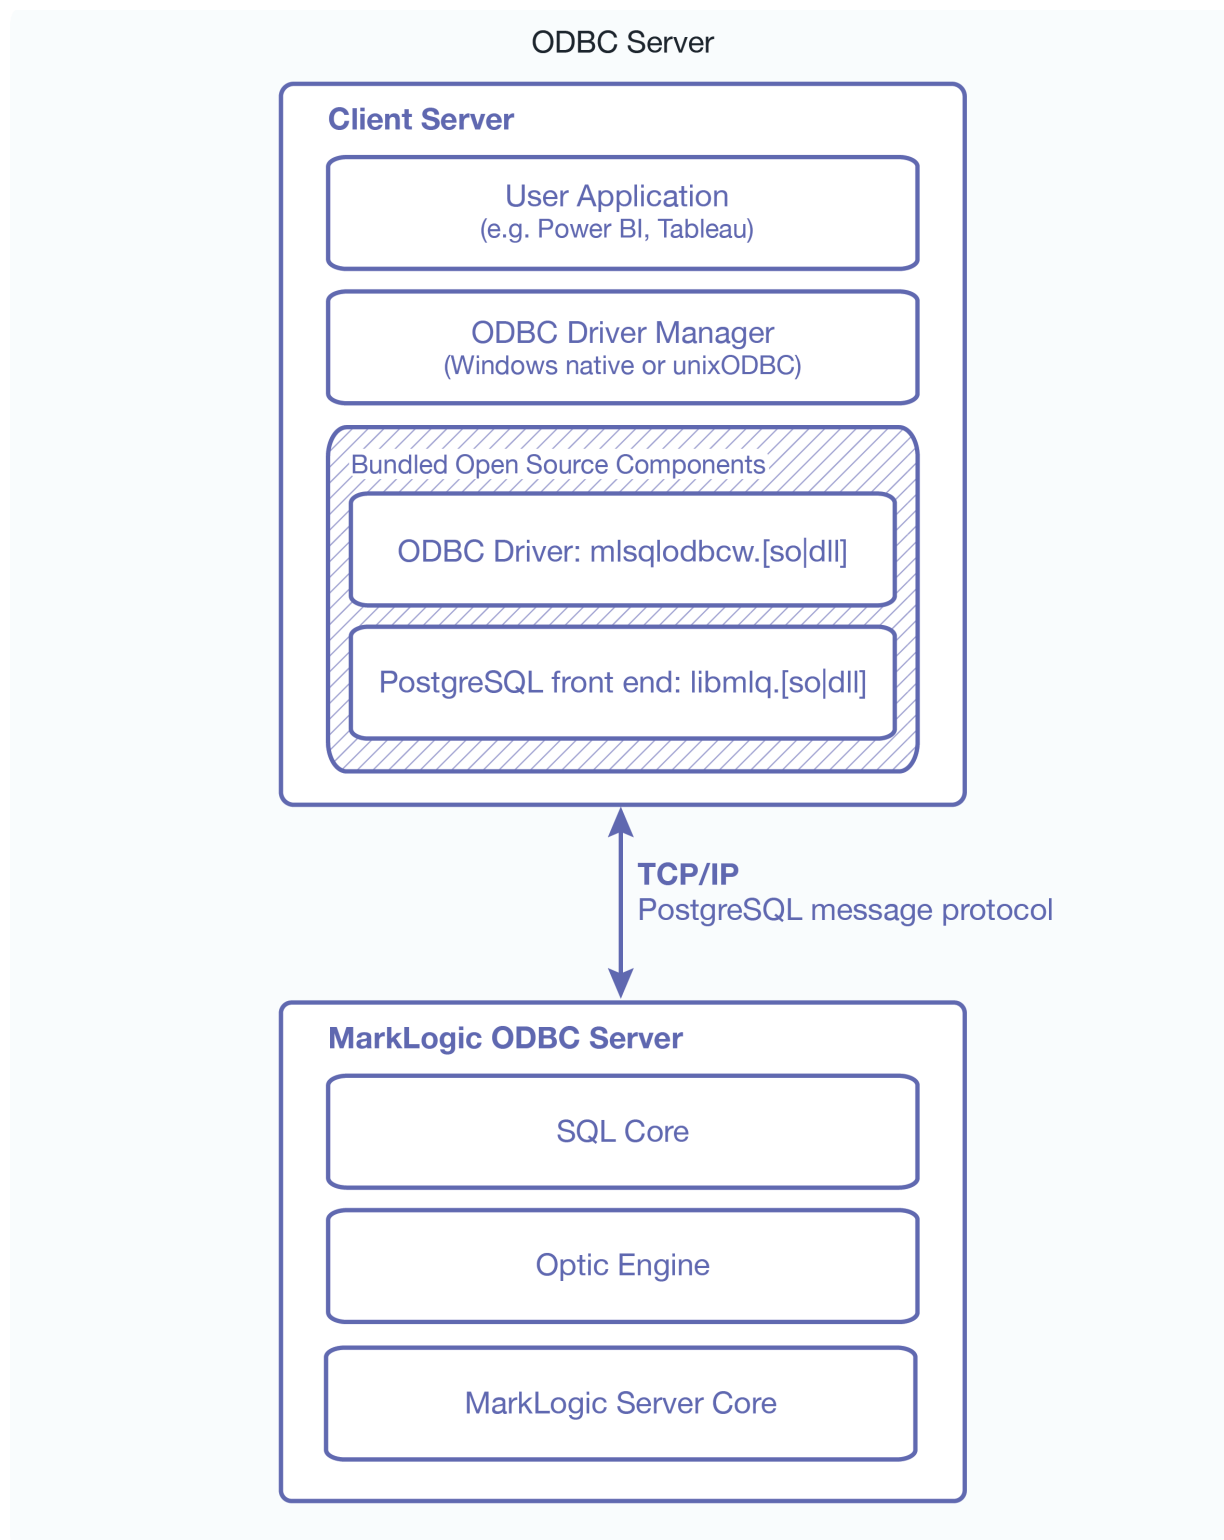 ODBC Server
Client Server
User Application
(e.g. Power BI, Tableau)
ODBC Driver Manager
(Windows native or unixODBC)
Bundled Open Source Components
ODBC Driver: mlsqlodbcw.[so|dll]
PostgreSQL front end: libmlq.[so|dll]
TCP/IP
PostgreSQL message protocol
MarkLogic ODBC Server
SQL Core
Optic Engine
MarkLogic Server Core